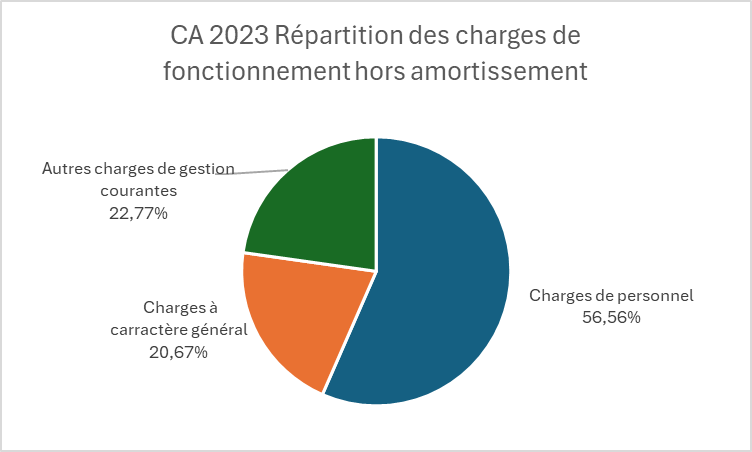 CA 2023 Répartition des charges de
fonctionnement hors amortissement
Autres charges de gestion
courantes
22,77%
Charges de personnel
56,56%
Charges à
carractère général
20,67%